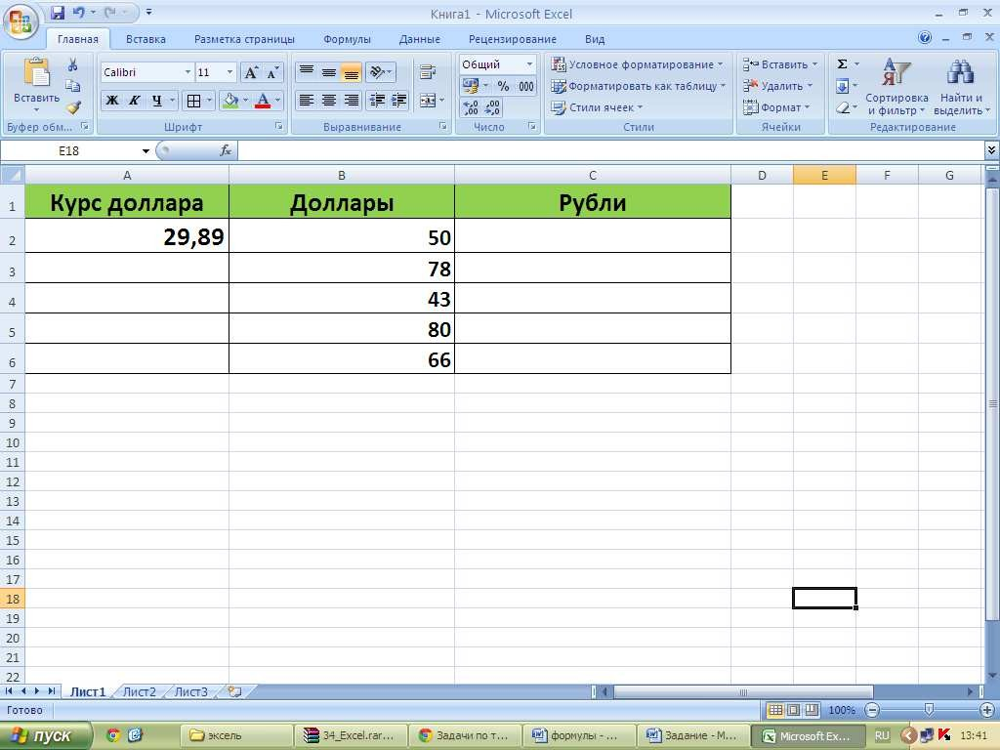 Книга1 - Microsoft Excel
Главная Вставка Разметка страницы Формулы Данные Рецензирование Вид
Вставить
Calibri 11
Ж К Ч
Общий
% 000
Условное форматирование
Форматировать как таблицу
Стили ячеек
Вставить
Удалить
Формат
Σ
Сортировка и фильтр
Найти и выделить
Буфер обм... Шрифт Выравнивание Число Стили Ячейки Редактирование
E18 fx
A B C D E F G
1 Курс доллара Доллары Рубли
2 29,89 50
3 78
4 43
5 80
6 66
7
8
9
10
11
12
13
14
15
16
17
18
19
20
21
22
Лист1 Лист2 Лист3
Готово 100%
пуск эксель 34_Excel.rar... Задачи по т... формулы - ... Задание - M... Microsoft Ex... RU 13:41